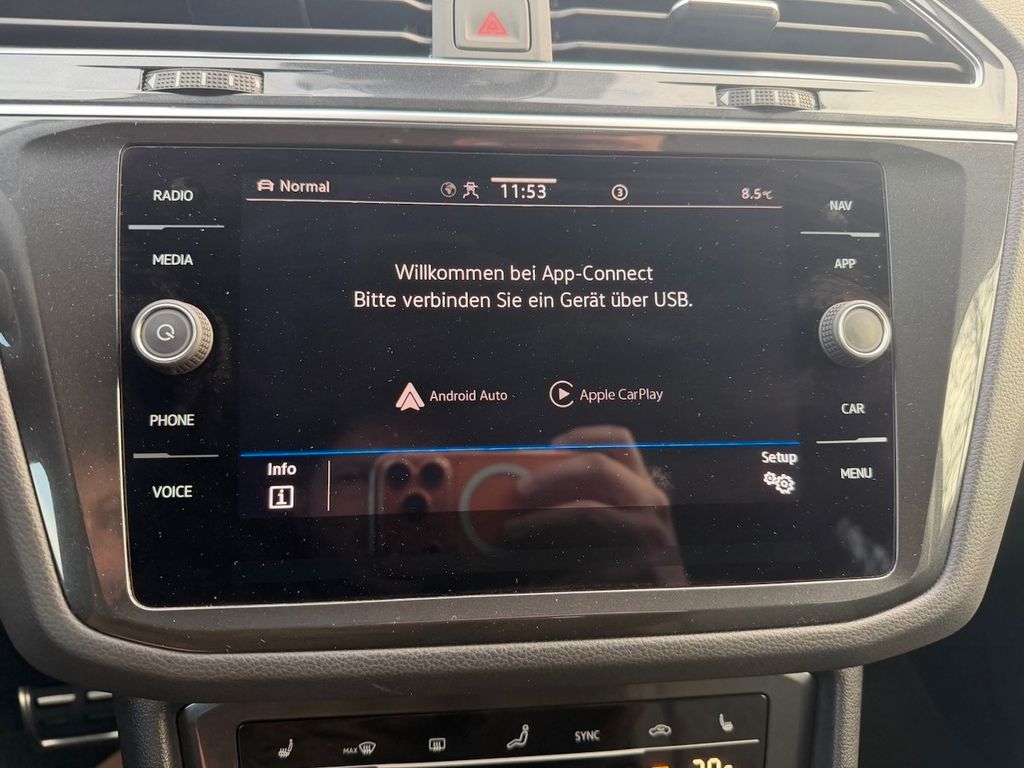 RADIO
MEDIA
PHONE
VOICE
Normal
11:53
3
8.5°C
Willkommen bei App-Connect
Bitte verbinden Sie ein Gerät über USB.
Android Auto
Apple CarPlay
Info
Setup
NAV
APP
CAR
MENU
MAX
SYNC